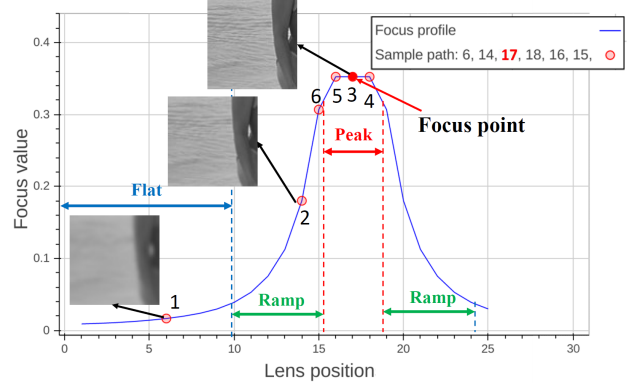 0.4
0.3
0.2
0.1
0
Focus value
0
5
10
15
20
25
30
Lens position
Focus profile
Sample path: 6, 14, 17, 18, 16, 15,
Focus point
Flat
Peak
Ramp
Ramp
1
2
6
5
3
4